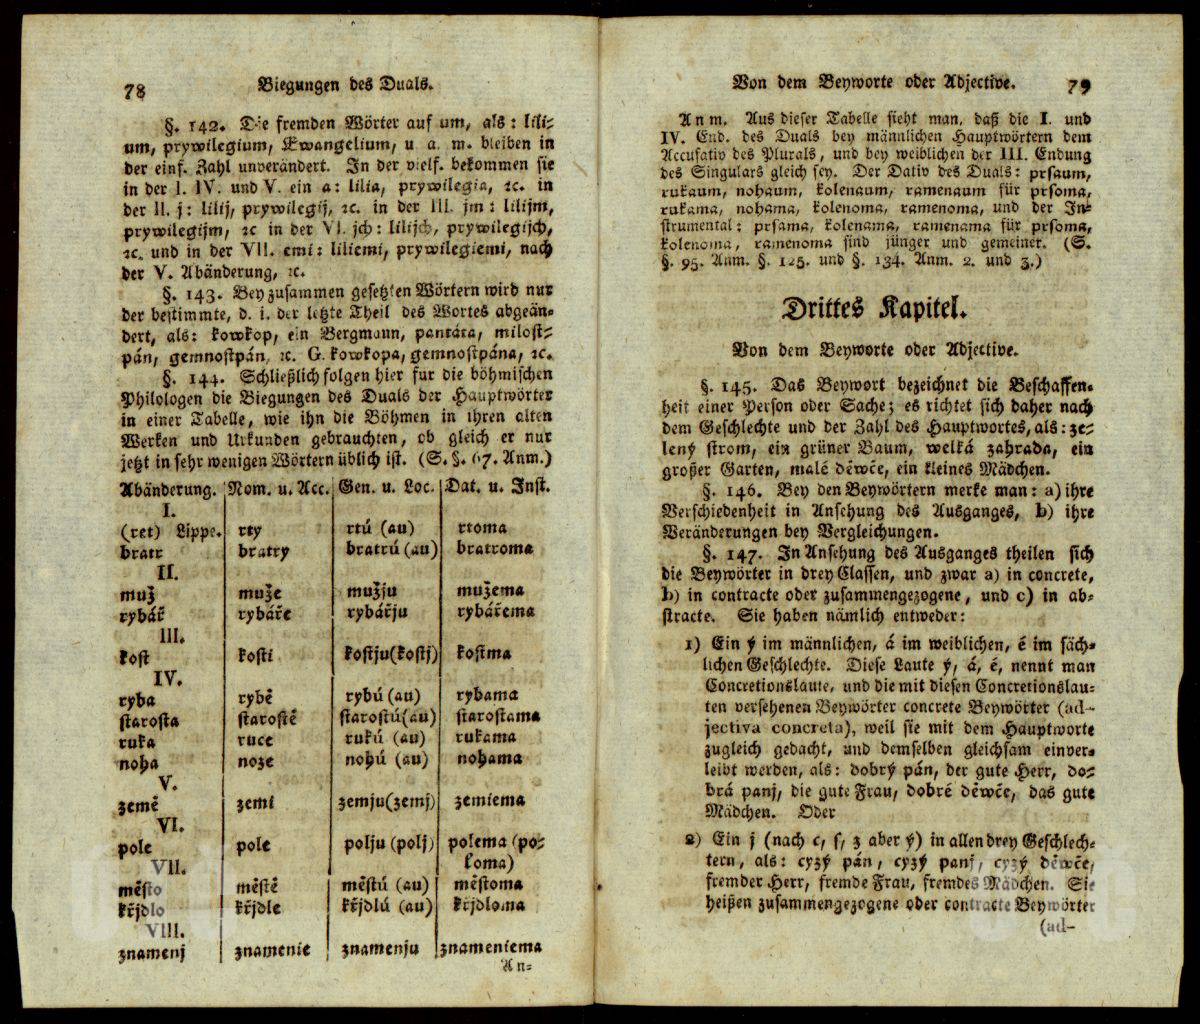 78 Biegungen des Duals.
§. 142. Die fremden Wörter auf um, als: lili⸗
um, prywilegium, Ewangelium, u. a. m. bleiben in
der einf. Zahl unverändert. In der vielf. bekommen sie
in der I. IV. und V. ein a: lilia, prywilegia, ꝛc. in
der II. j: lilij, prywilegij, ꝛc. in der III. jm: lilijm,
prywilegijm, ꝛc in der VI. jch: lilijch, prywilegijch,
ꝛc. und in der VII. emi: liliemi, prywilegiemi, nach
der V. Abänderung, ꝛc.
§. 143. Bey zusammen gesetzten Wörtern wird nur
der bestimmte, d. i. der letzte Theil des Wortes abgeän⸗
dert, als: kowkop, ein Bergmann, pantáta, milost⸗
pán, gemnostpán, ꝛc. G. kowkopa, gemnostpána, ꝛc.
§. 144. Schließlich folgen hier fur die böhmischen
Philologen die Biegungen des Duals der Hauptwörter
in einer Tabelle, wie ihn die Böhmen in ihren alten
Werken und Urkunden gebrauchten, ob gleich er nur
jetzt in sehr wenigen Wörtern üblich ist. (S. §. 67. Anm.)
Abänderung. Nom. u. Acc. Gen. u. Loc. Dat. u. Inst.
I.
(ret) Lippe. rty rtú (au) rtoma
bratr bratry bratrú (au) bratroma
II.
muž muže mužju mužema
rybář rybáře rybářju rybářema
III.
kost kosti kostju(kostj) kostma
IV.
ryba rybě rybú (au) rybama
starosta starostě starostú(au) starostama
ruka ruce rukú (au) rukama
noha noze nohú (au) nohama
V.
země zemi zemju(zemj) zemiema
VI.
pole pole polju (polj) polema (po⸗
loma)
VII.
město městě městú (au) městoma
křjdlo křjdle křjdlú (au) křjdloma
VIII.
znamenj znamenie znamenju znameniema
An⸗
Von dem Beyworte oder Adjective. 79
Anm. Aus dieser Tabelle sieht man, daß die I. und
IV. End. des Duals bey männlichen Hauptwörtern dem
Accusativ des Plurals, und bey weiblichen der III. Endung
des Singulars gleich sey. Der Dativ des Duals: prsaum,
rukaum, nohaum, kolenaum, ramenaum für prsoma,
rukama, nohama, kolenoma, ramenoma, und der In⸗
strumental: prsama, kolenama, ramenama für prsoma,
kolenoma, ramenoma sind jünger und gemeiner. (S.
§. 95. Anm. §. 125. und §. 134. Anm. 2. und 3.)
Drittes Kapitel.
Von dem Beyworte oder Adjective.
§. 145. Das Beywort bezeichnet die Beschaffen⸗
heit einer Person oder Sache; es richtet sich daher nach
dem Geschlechte und der Zahl des Hauptwortes, als: ze⸗
lený strom, ein grüner Baum, welká zahrada, ein
großer Garten, malé děwče, ein kleines Mädchen.
§. 146. Bey den Beywörtern merke man: a) ihre
Verschiedenheit in Ansehung des Ausganges, b) ihre
Veränderungen bey Vergleichungen.
§. 147. In Ansehung des Ausganges theilen sich
die Beywörter in drey Classen, und zwar a) in concrete,
b) in contracte oder zusammengezogene, und c) in ab⸗
stracte. Sie haben nämlich entweder:
1) Ein ý im männlichen, á im weiblichen, é im säch⸗
lichen Geschlechte. Diese Laute ý, á, é, nennt man
Concretionslaute, und die mit diesen Concretionslau⸗
ten versehenen Beywörter concrete Beywörter (ad-
jectiva concreta), weil sie mit dem Hauptworte
zugleich gedacht, und demselben gleichsam einver⸗
leibt werden, als: dobrý pán, der gute Herr, do⸗
brá panj, die gute Frau, dobré děwče, das gute
Mädchen. Oder
2) Ein j (nach c, s, z aber ý) in allen drey Geschlech⸗
tern, als: cyzý pán, cyzý panj, cyzý děwče,
fremder Herr, fremde Frau, fremdes Mädchen. Sie
heißen zusammengezogene oder contracte Beywörter
(ad-